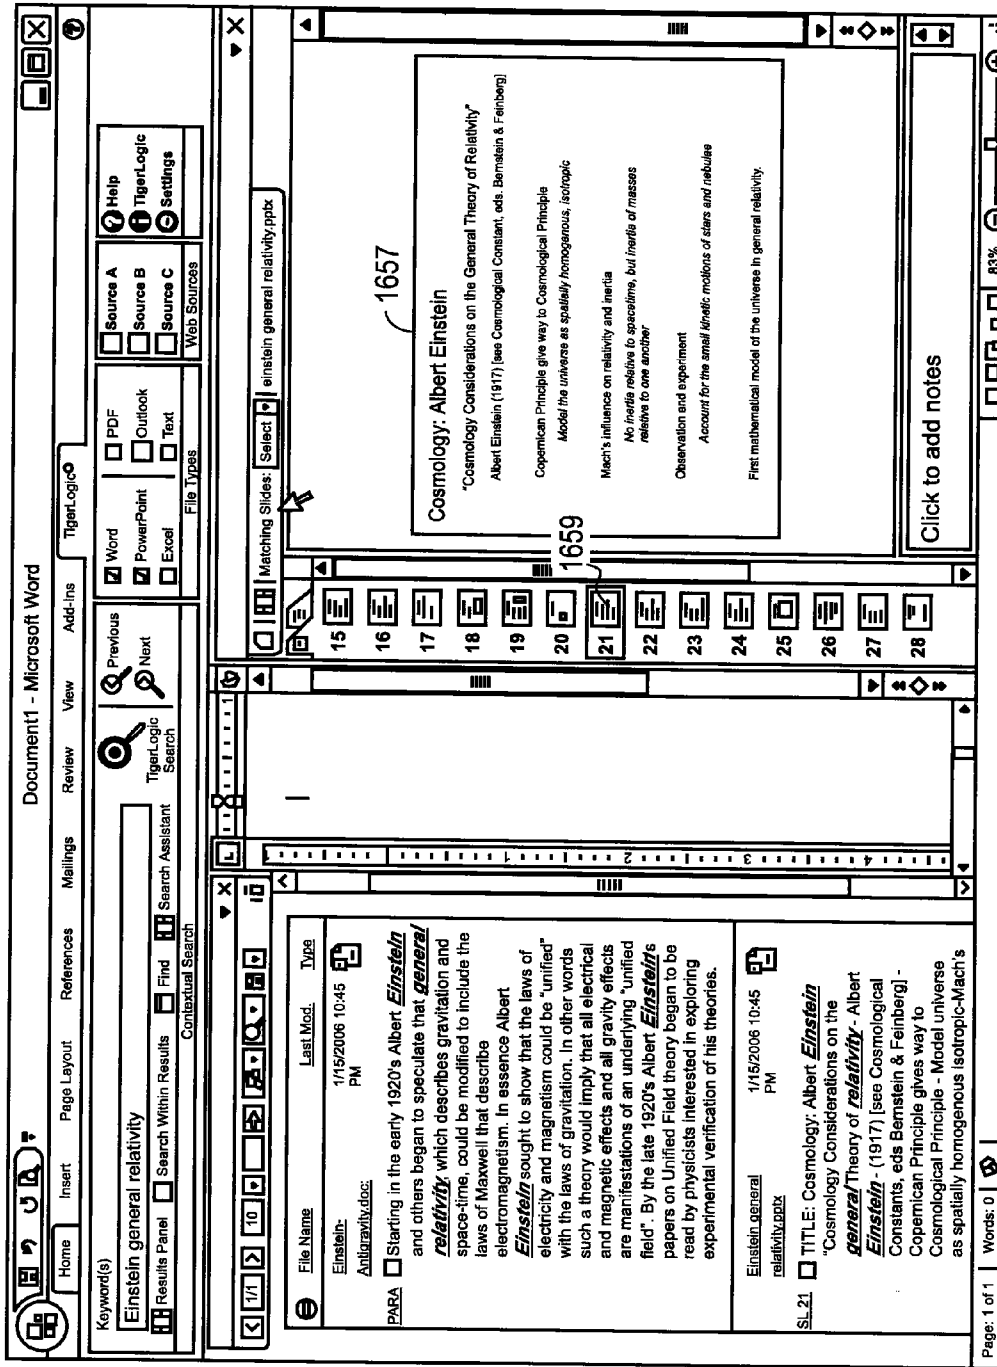 Document1 - Microsoft Word
Home
Insert
Page Layout
References
Mailings
Review
View
Add-Ins
TigerLogic
Keyword(s)
Einstein general relativity
Results Panel
Search Within Results
Find
Search Assistant
Contextual Search
TigerLogic
Search
Previous
Next
Word
PowerPoint
Excel
PDF
Outlook
Text
File Types
Source A
Source B
Source C
Web Sources
Help
TigerLogic
Settings
1/1
10
File Name
Last Mod.
Type
Einstein-
Antigravity.doc:
1/15/2006 10:45
PM
PARA
Starting in the early 1920's Albert Einstein
and others began to speculate that general
relativity, which describes gravitation and
space-time, could be modified to include the
laws of Maxwell that describe
electromagnetism. In essence Albert
Einstein sought to show that the laws of
electricity and magnetism could be "unified"
with the laws of gravitation. In other words
such a theory would imply that all electrical
and magnetic effects and all gravity effects
are manifestations of an underlying "unified
field". By the late 1920's Albert Einstein's
papers on Unified Field theory began to be
read by physicists interested in exploring
experimental verification of his theories.
Einstein general
relativity.pptx
1/15/2006 10:45
PM
SL 21
TITLE: Cosmology: Albert Einstein
"Cosmology Considerations on the
general Theory of relativity - Albert
Einstein - (1917) [see Cosmological
Constants, eds Bernstein & Feinberg] -
Copernican Principle gives way to
Cosmological Principle - Model universe
as spatially homogenous isotropic-Mach's
L
1
1
2
3
4
Matching Slides:
Select
einstein general relativity.pptx
15
16
17
18
19
20
21
22
23
24
25
26
27
28
1659
1657
Cosmology: Albert Einstein
"Cosmology Considerations on the General Theory of Relativity"
Albert Einstein (1917) [see Cosmological Constant, eds. Bernstein & Feinberg]
Copernican Principle give way to Cosmological Principle
Model the universe as spatially homogenous, isotropic
Mach's influence on relativity and inertia
No inertia relative to spacetime, but inertia of masses
relative to one another
Observation and experiment
Account for the small kinetic motions of stars and nebulae
First mathematical model of the universe in general relativity.
Click to add notes
Page: 1 of 1
Words: 0
83%